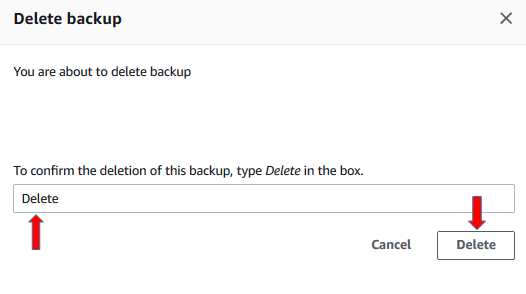 Delete backup
You are about to delete backup
To confirm the deletion of this backup, type Delete in the box.
Delete
Cancel Delete